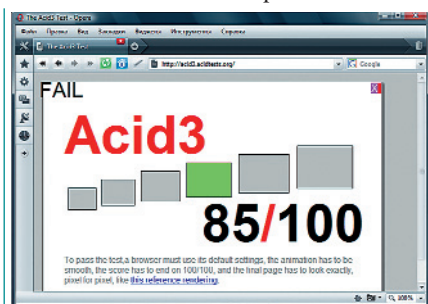 The Acid3 Test - Opera
Файл Правка Вид Закладки Виджеты Инструменты Справка
The Acid3 Test
http://acid3.acidtests.org/ Google
FAIL
X
Acid3
85/100
To pass the test,a browser must use its default settings, the animation has to be
smooth, the score has to end on 100/100, and the final page has to look exactly,
pixel for pixel, like this reference rendering.
100%